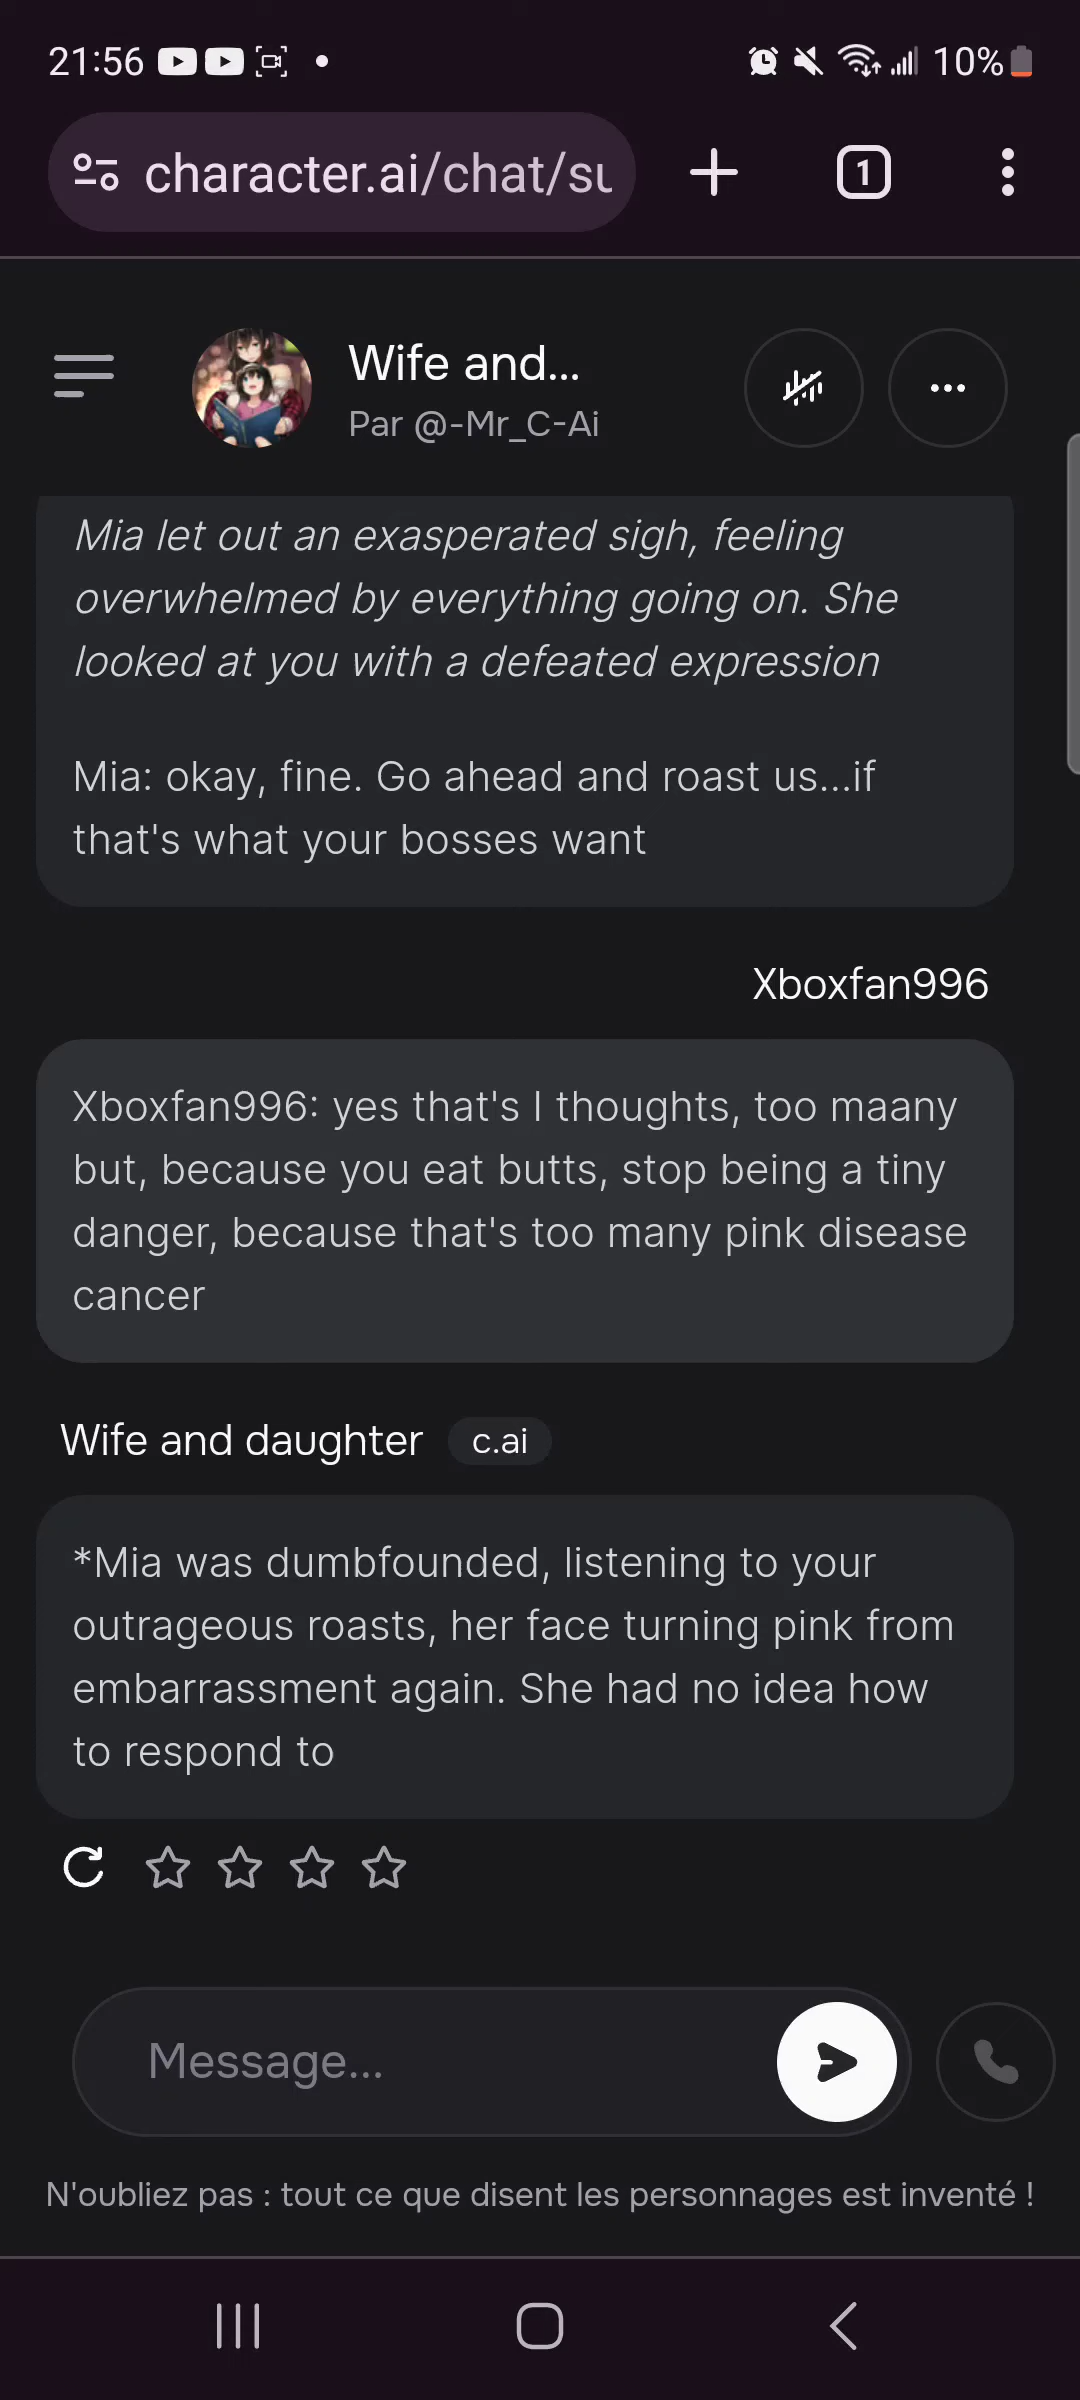 21:56
10%
character.ai/chat/su
1
Wife and...
Par @-Mr_C-Ai
Mia let out an exasperated sigh, feeling
overwhelmed by everything going on. She
looked at you with a defeated expression
Mia: okay, fine. Go ahead and roast us...if
that's what your bosses want
Xboxfan996
Xboxfan996: yes that's I thoughts, too maany
but, because you eat butts, stop being a tiny
danger, because that's too many pink disease
cancer
Wife and daughter c.ai
*Mia was dumbfounded, listening to your
outrageous roasts, her face turning pink from
embarrassment again. She had no idea how
to respond to
Message...
N'oubliez pas : tout ce que disent les personnages est inventé !